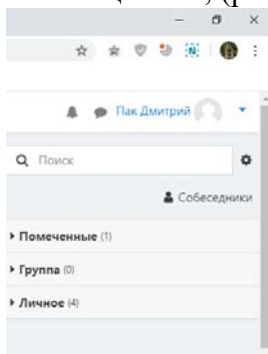 Пак Дмитрий
Поиск
Собеседники
Помеченные (1)
Группа (0)
Личное (4)